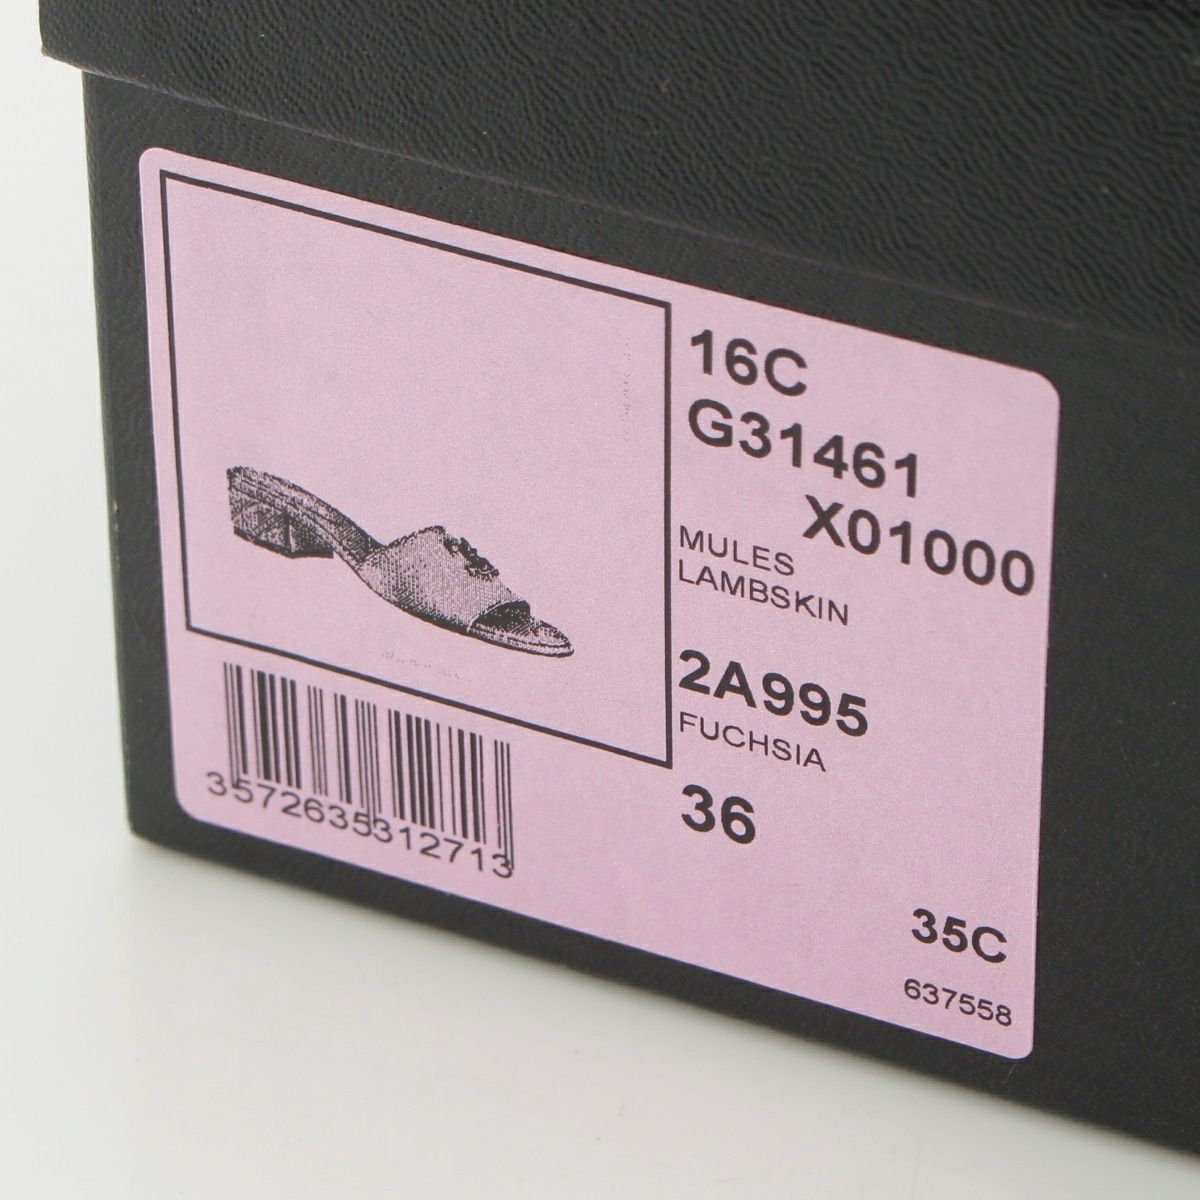 16C
G31461
X01000
MULES
LAMBSKIN
2A995
FUCHSIA
36
3572635312713
35C
637558